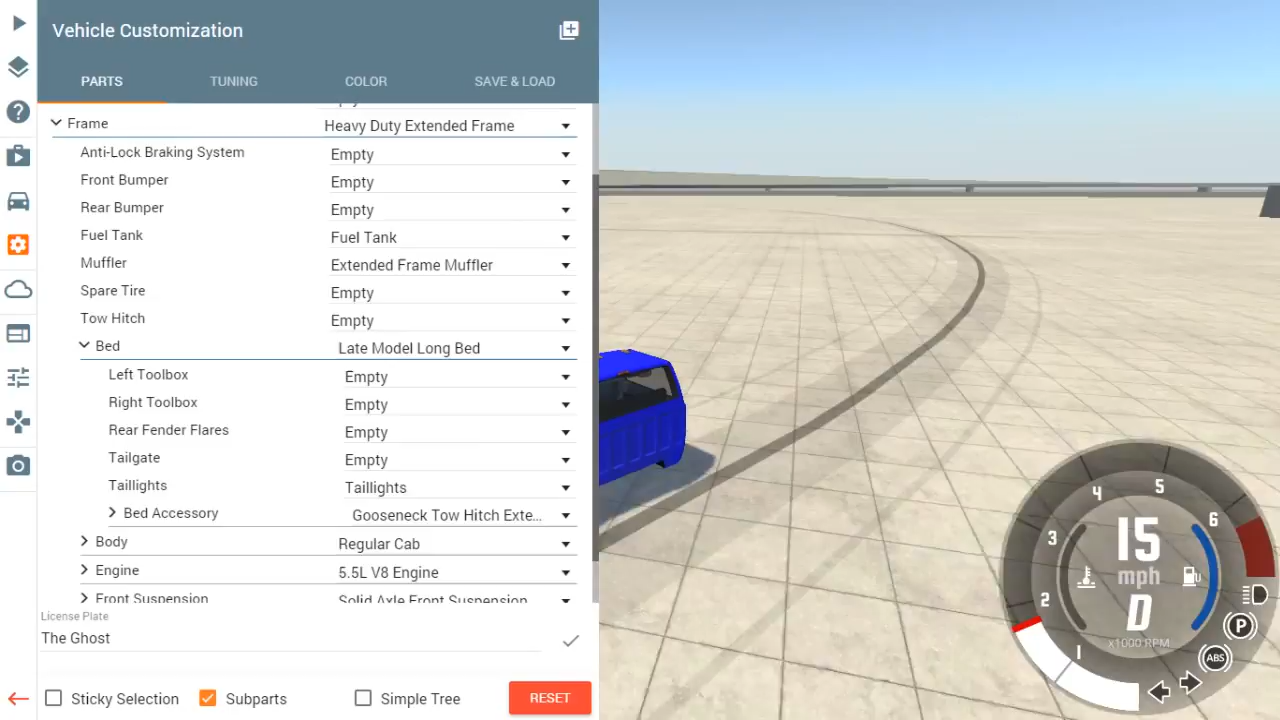 Vehicle Customization
PARTS TUNING COLOR SAVE & LOAD
Frame Heavy Duty Extended Frame
Anti-Lock Braking System Empty
Front Bumper Empty
Rear Bumper Empty
Fuel Tank Fuel Tank
Muffler Extended Frame Muffler
Spare Tire Empty
Tow Hitch Empty
Bed Late Model Long Bed
Left Toolbox Empty
Right Toolbox Empty
Rear Fender Flares Empty
Tailgate Empty
Taillights Taillights
Bed Accessory Gooseneck Tow Hitch Exte...
Body Regular Cab
Engine 5.5L V8 Engine
Front Suspension Solid Axle Front Suspension
License Plate
The Ghost
Sticky Selection Subparts Simple Tree RESET
1 2 3 4 5 6
15
mph
D
x1000 RPM
P
ABS